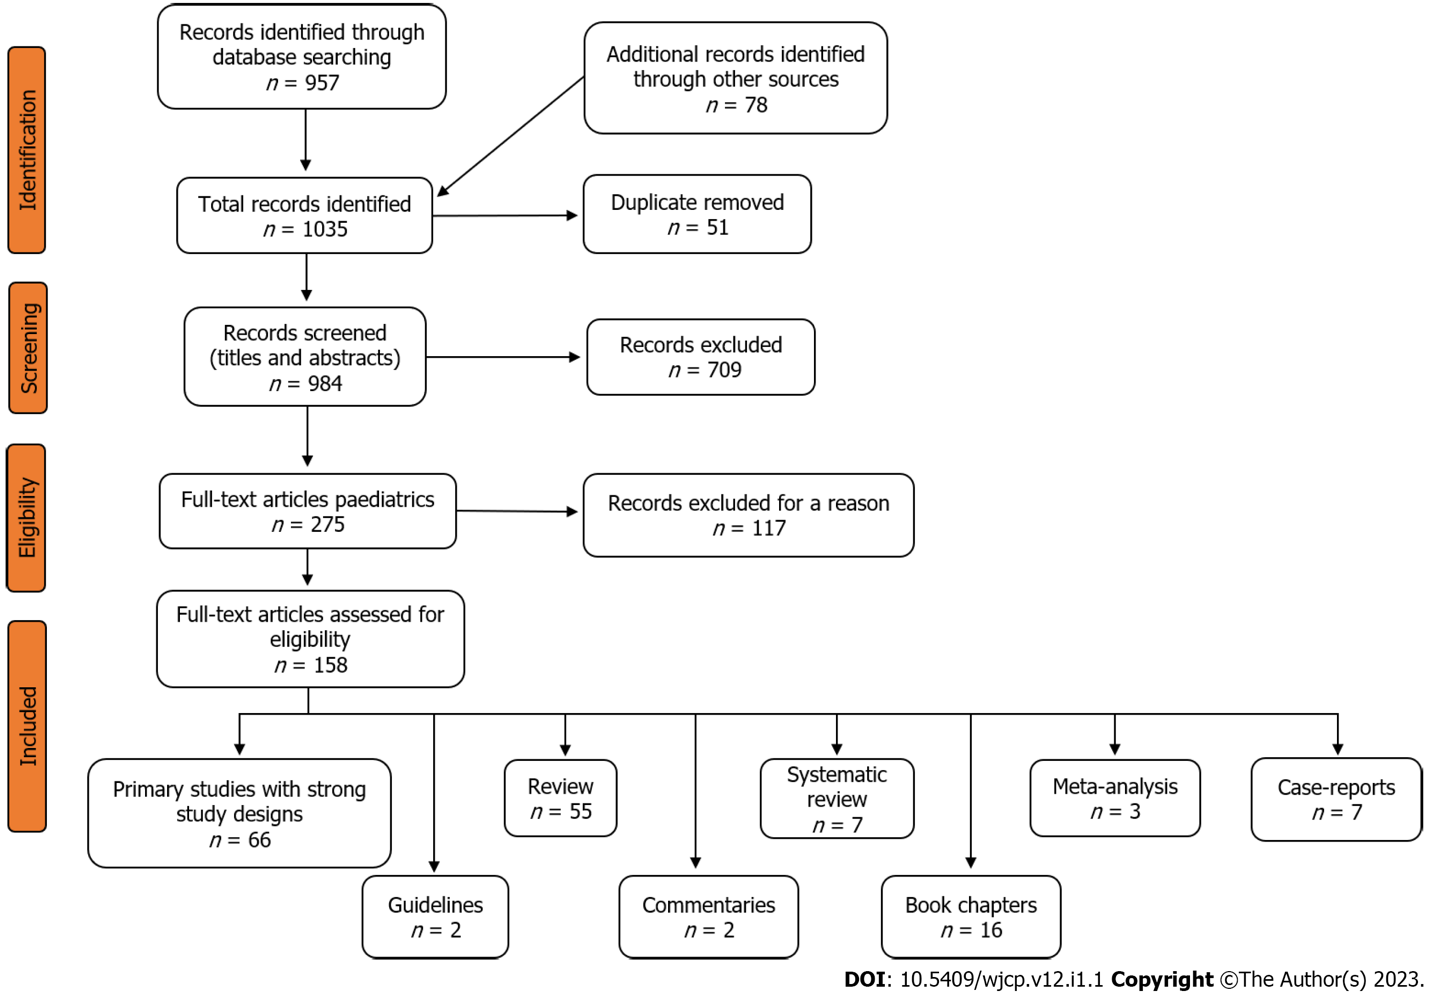 Identification
Records identified through
database searching
n = 957
Additional records identified
through other sources
n = 78
Total records identified
n = 1035
Duplicate removed
n = 51
Screening
Records screened
(titles and abstracts)
n = 984
Records excluded
n = 709
Eligibility
Full-text articles paediatrics
n = 275
Records excluded for a reason
n = 117
Full-text articles assessed for
eligibility
n = 158
Included
Primary studies with strong
study designs
n = 66
Guidelines
n = 2
Review
n = 55
Commentaries
n = 2
Systematic
review
n = 7
Book chapters
n = 16
Meta-analysis
n = 3
Case-reports
n = 7
DOI: 10.5409/wjcp.v12.i1.1 Copyright ©The Author(s) 2023.